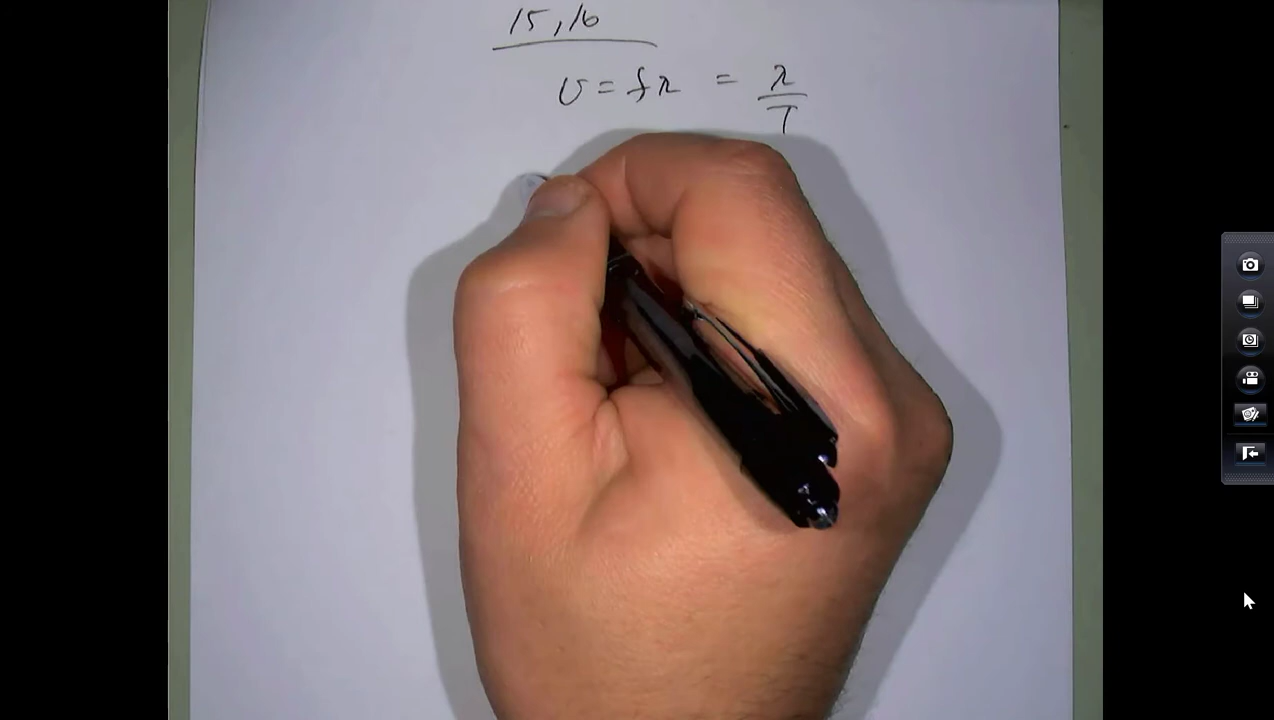 15, 16
v = fλ = λ/T